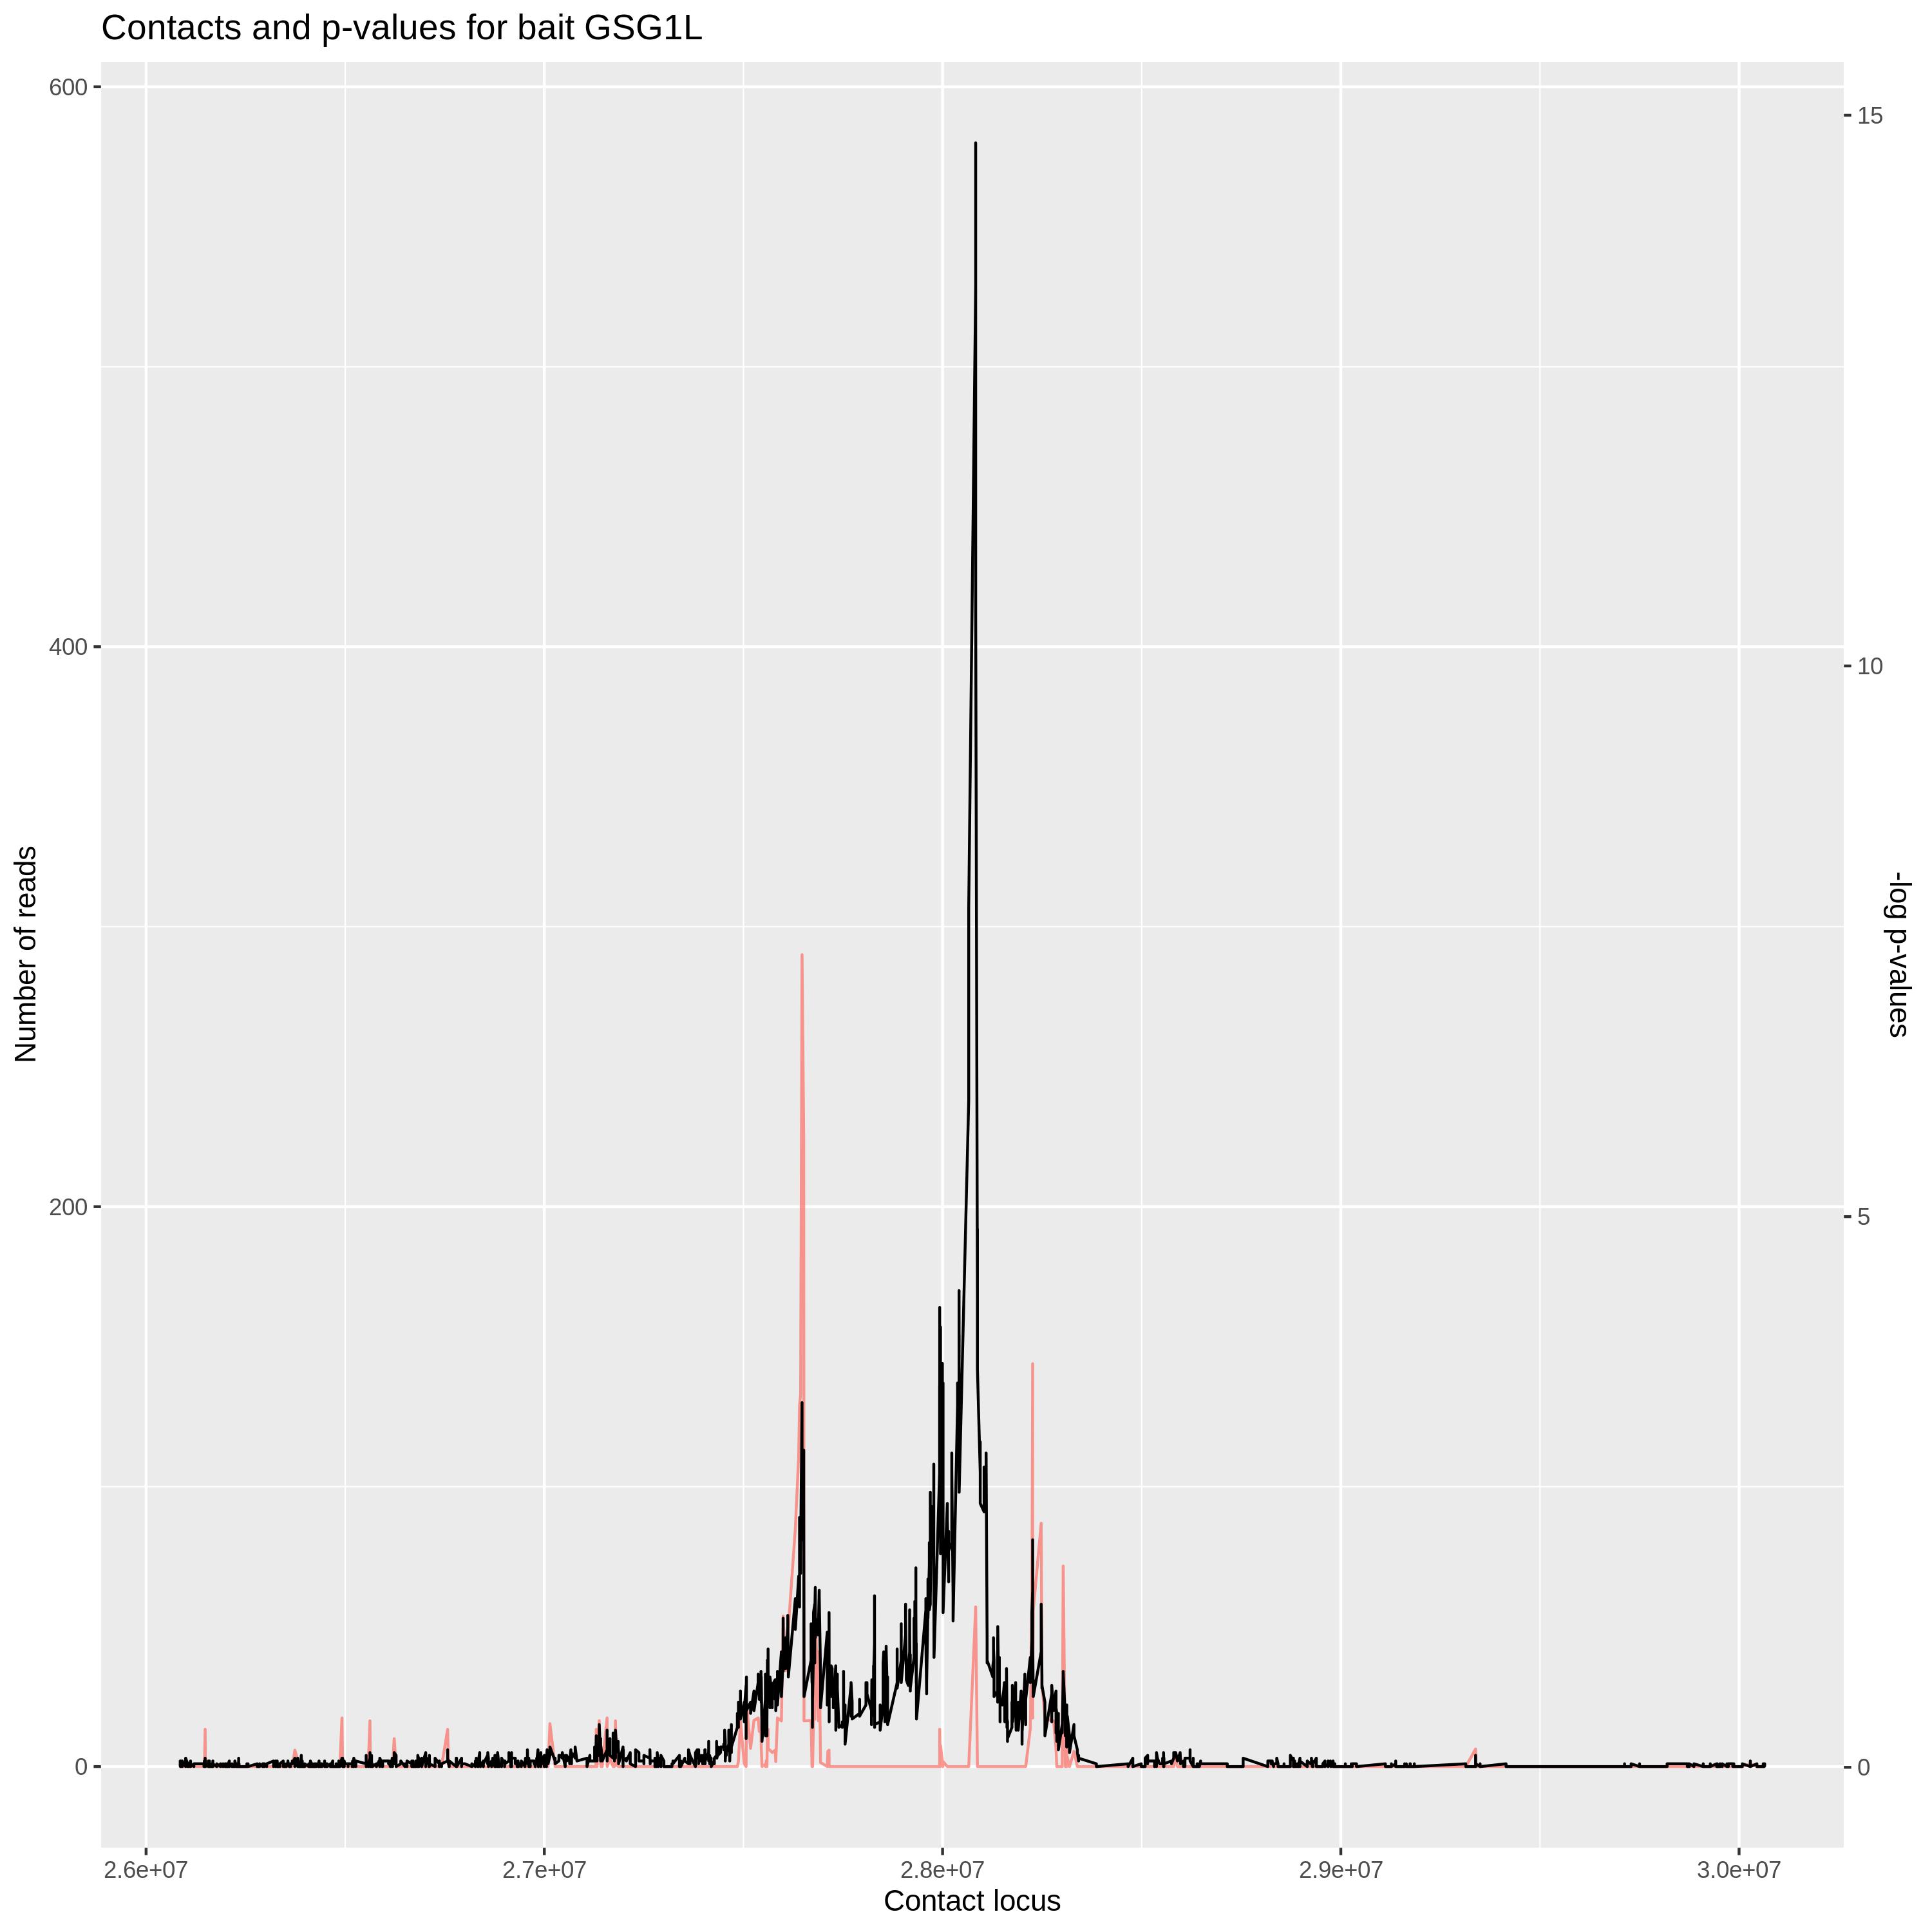 Contacts and p-values for bait GSG1L
600
400
200
0
Number of reads
15
10
5
0
-log p-values
2.6e+07
2.7e+07
2.8e+07
2.9e+07
3.0e+07
Contact locus